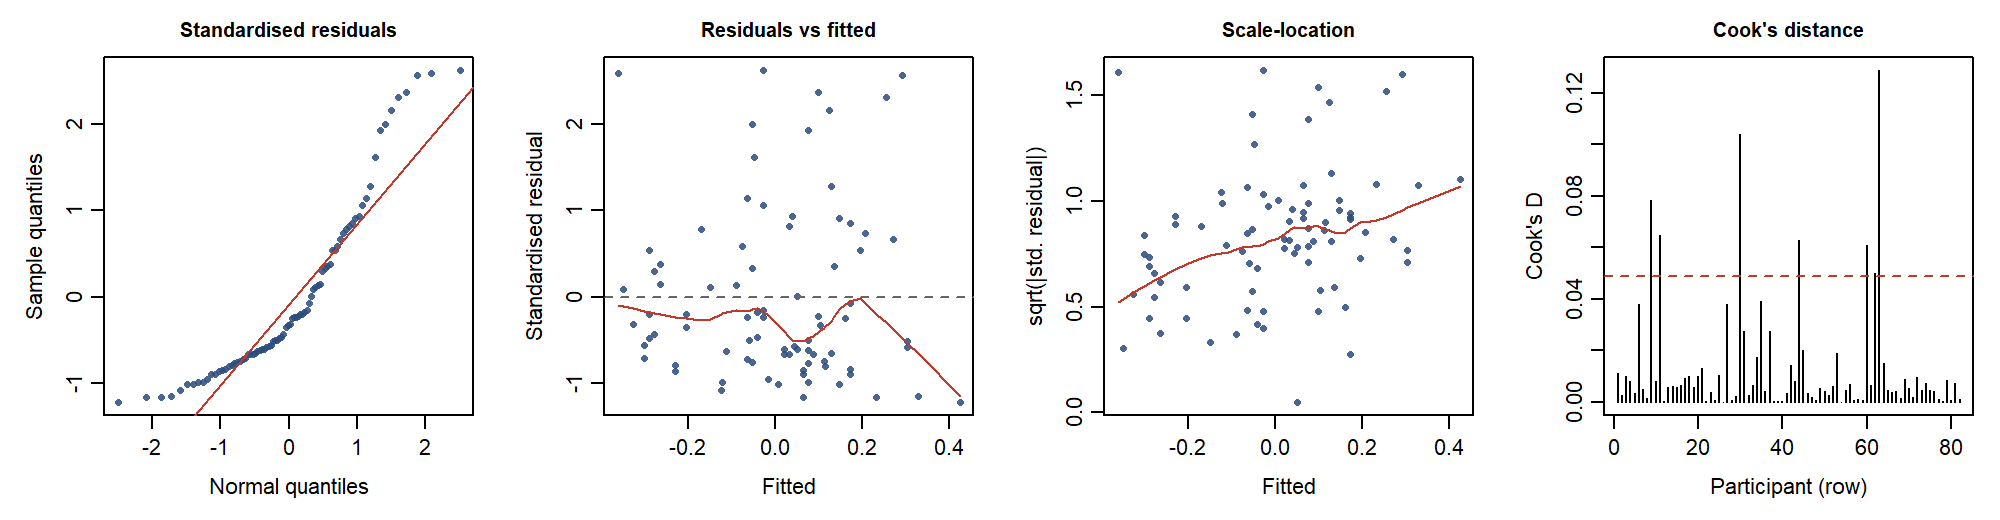 Standardised residuals
Sample quantiles
2
1
0
-1
-2
-1
0
1
2
Normal quantiles
Residuals vs fitted
Standardised residual
2
1
0
-1
-0.2
0.0
0.2
0.4
Fitted
Scale-location
sqrt(|std. residual|)
1.5
1.0
0.5
0.0
-0.2
0.0
0.2
0.4
Fitted
Cook's distance
Cook's D
0.12
0.08
0.04
0.00
0
20
40
60
80
Participant (row)